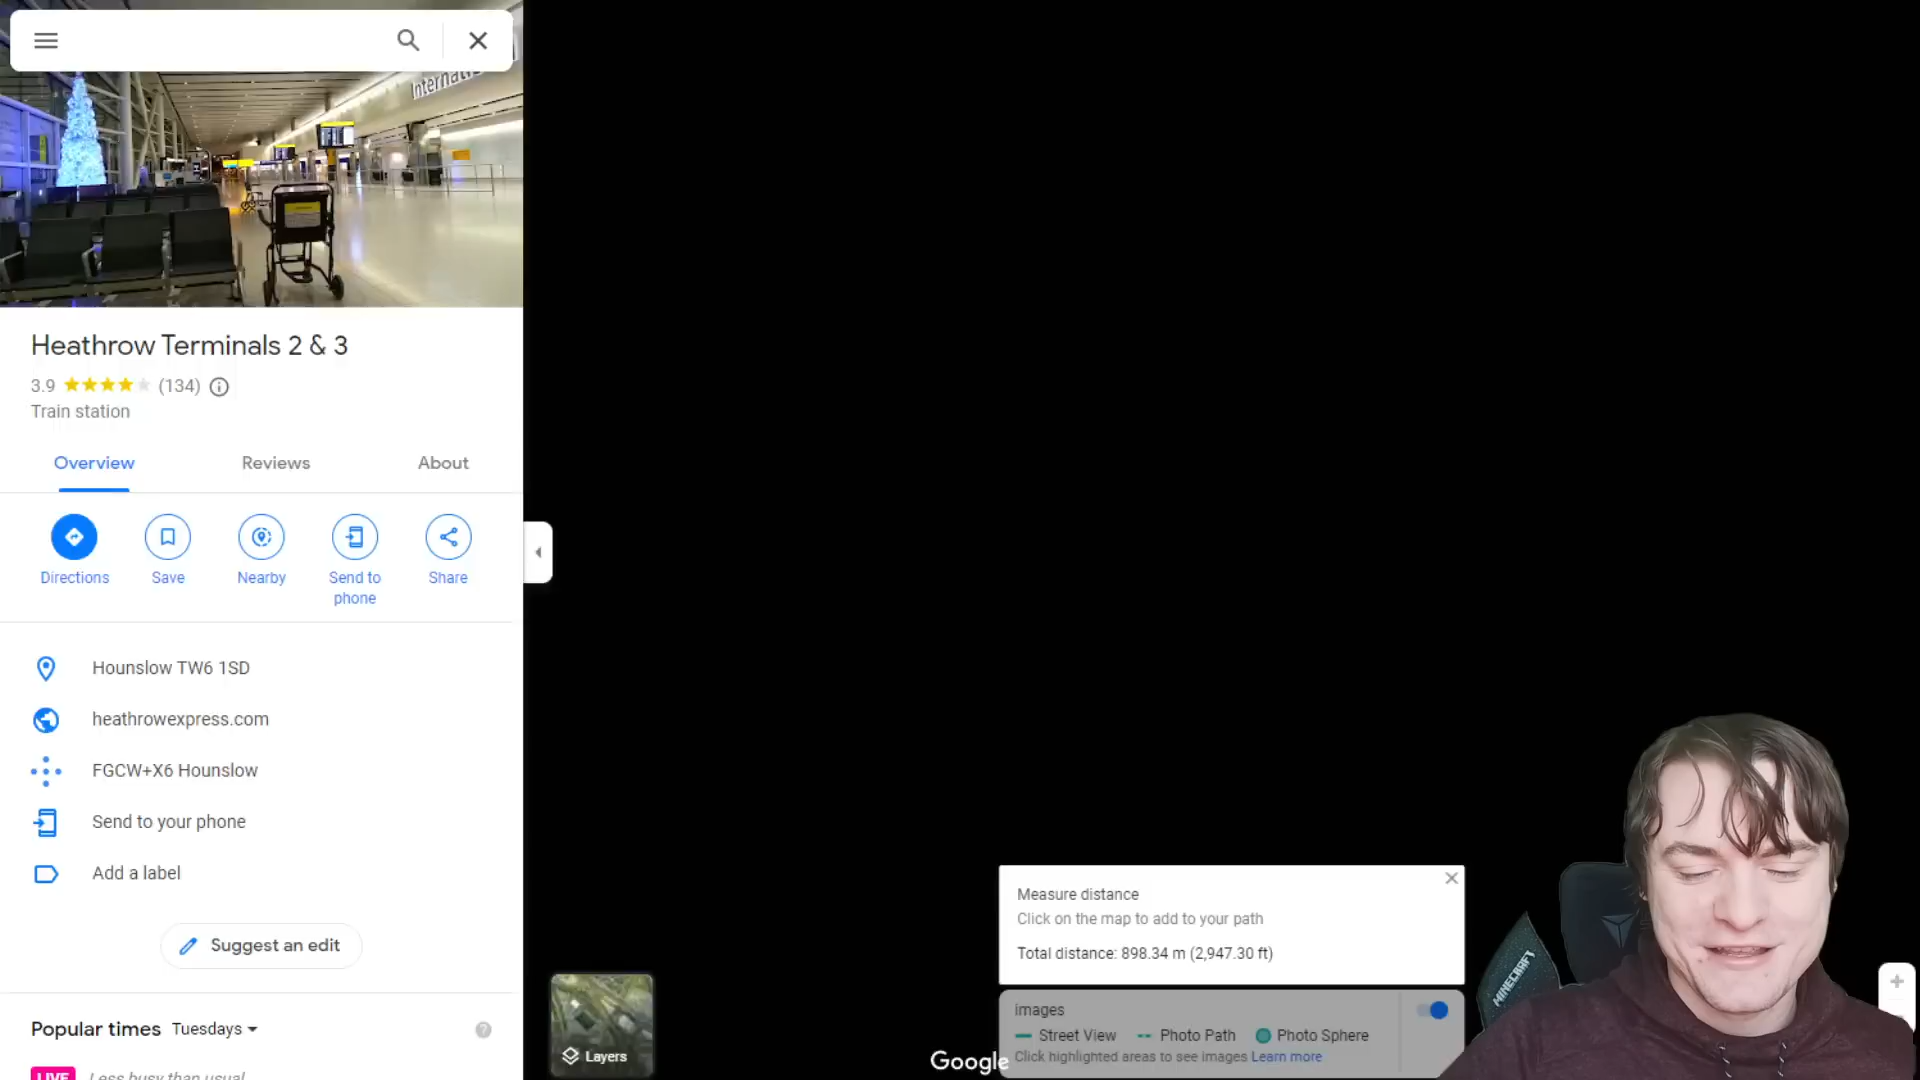 Internati
Heathrow Terminals 2 & 3
3.9 (134)
Train station
Overview Reviews About
Directions Save Nearby Send to phone Share
Hounslow TW6 1SD
heathrowexpress.com
FGCW+X6 Hounslow
Send to your phone
Add a label
Suggest an edit
Popular times Tuesdays
LIVE Less busy than usual
Measure distance
Click on the map to add to your path
Total distance: 898.34 m (2,947.30 ft)
images
Street View Photo Path Photo Sphere
Click highlighted areas to see images Learn more
Layers
Google
MINECRAFT